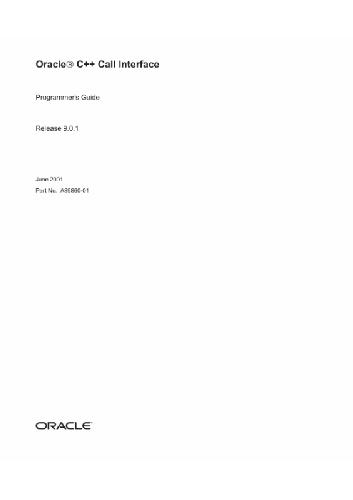 Oracle® C++ Call Interface
Programmer's Guide
Release 9.0.1
June 2001
Part No. A89860-01
ORACLE